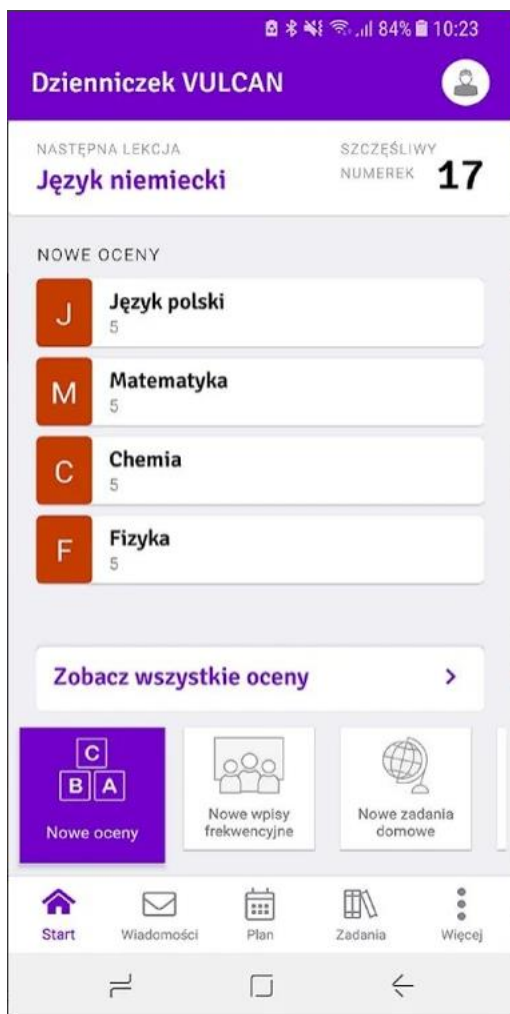 84% 10:23
Dzienniczek VULCAN
NASTĘPNA LEKCJA
Język niemiecki
SZCZĘŚLIWY
NUMEREK 17
NOWE OCENY
J
Język polski
5
M
Matematyka
5
C
Chemia
5
F
Fizyka
5
Zobacz wszystkie oceny
C
B A
Nowe oceny
Nowe wpisy
frekwencyjne
Nowe zadania
domowe
Start Wiadomości Plan Zadania Więcej